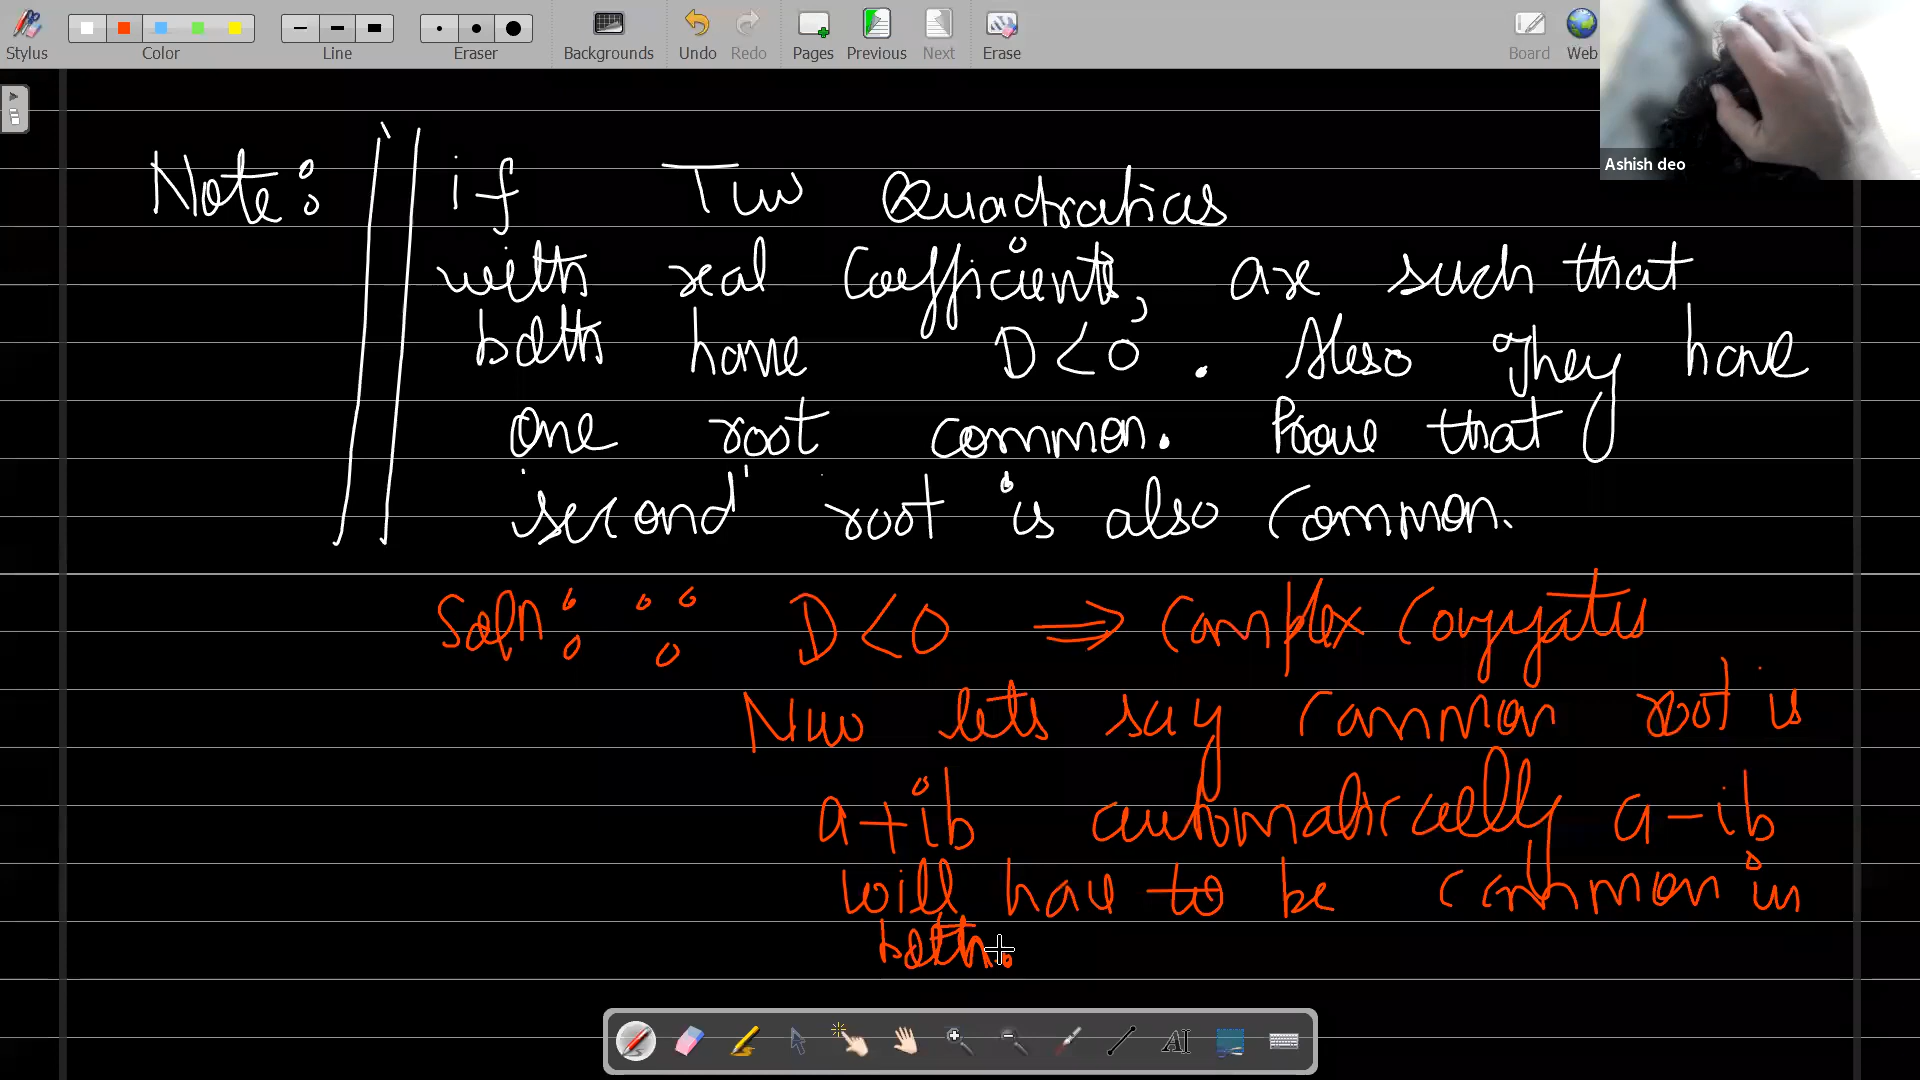 Stylus Color Line Eraser Backgrounds Undo Redo Pages Previous Next Erase Board Web
Ashish deo
Note: if Two Quadratics
with real Coefficients, are such that
both have D<0. Also They have
one root common. Prove that
second root is also common.
Soln: ∵ D<0 ⇒ Complex Conjugates
Now lets say common root is
a+ib automatically a-ib
will have to be common in
both.
AI